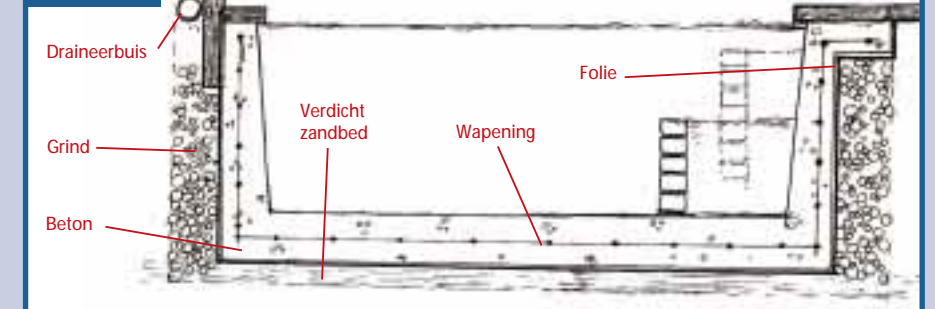 Draineerbuis
Folie
Verdicht
zandbed
Wapening
Grind
Beton